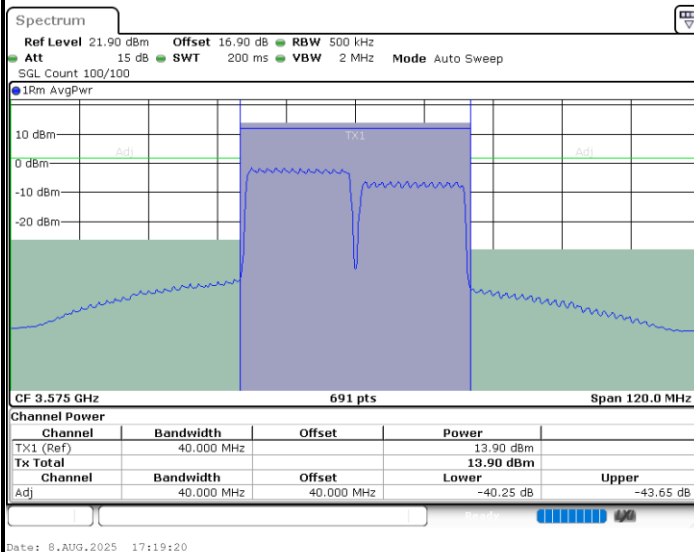 Spectrum
Ref Level 21.90 dBm Offset 16.90 dB RBW 500 kHz
Att 15 dB SWT 200 ms VBW 2 MHz Mode Auto Sweep
SGL Count 100/100
1Rm AvgPwr
10 dBm
TX1
Adj Adj
0 dBm
-10 dBm
-20 dBm
CF 3.575 GHz 691 pts Span 120.0 MHz
Channel Power
Channel Bandwidth Offset Power
TX1 (Ref) 40.000 MHz 13.90 dBm
Tx Total 13.90 dBm
Channel Bandwidth Offset Lower Upper
Adj 40.000 MHz 40.000 MHz -40.25 dB -43.65 dB
Ready
Date: 8.AUG.2025 17:19:20